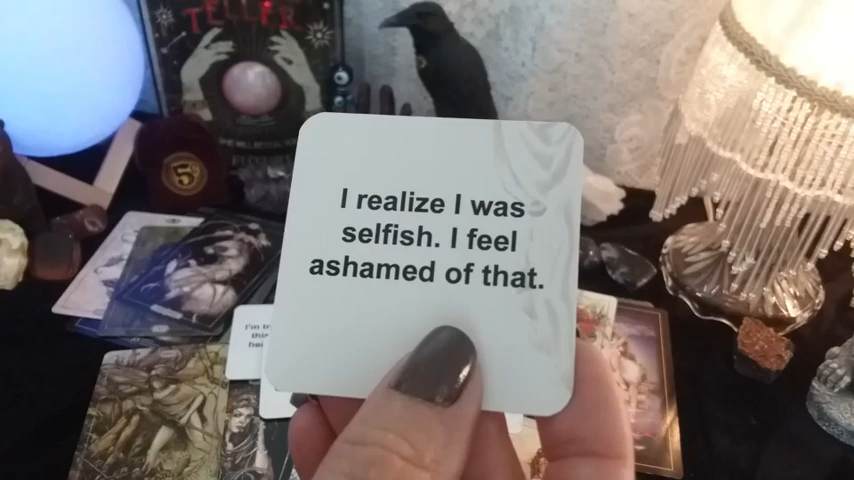 TELLER
I realize I was
selfish. I feel
ashamed of that.
5
I'm